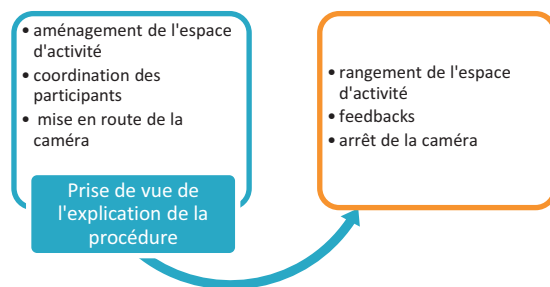 • aménagement de l'espace
d'activité
• coordination des
participants
• mise en route de la
caméra
Prise de vue de
l'explication de la
procédure
• rangement de l'espace
d'activité
• feedbacks
• arrêt de la caméra